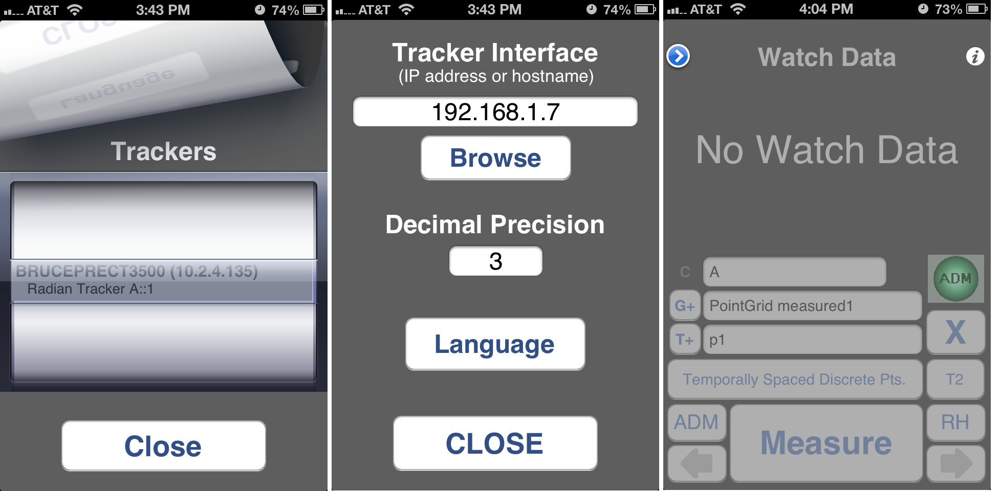 AT&T 3:43 PM 74%
CLOS
Language
Trackers
BRUCEPRECT3500 (10.2.4.135)
Radian Tracker A::1
Close
AT&T 3:43 PM 74%
Tracker Interface
(IP address or hostname)
192.168.1.7
Browse
Decimal Precision
3
Language
CLOSE
AT&T 4:04 PM 73%
Watch Data
i
No Watch Data
C A
ADM
G+ PointGrid measured1
T+ p1
X
Temporally Spaced Discrete Pts. T2
ADM Measure RH